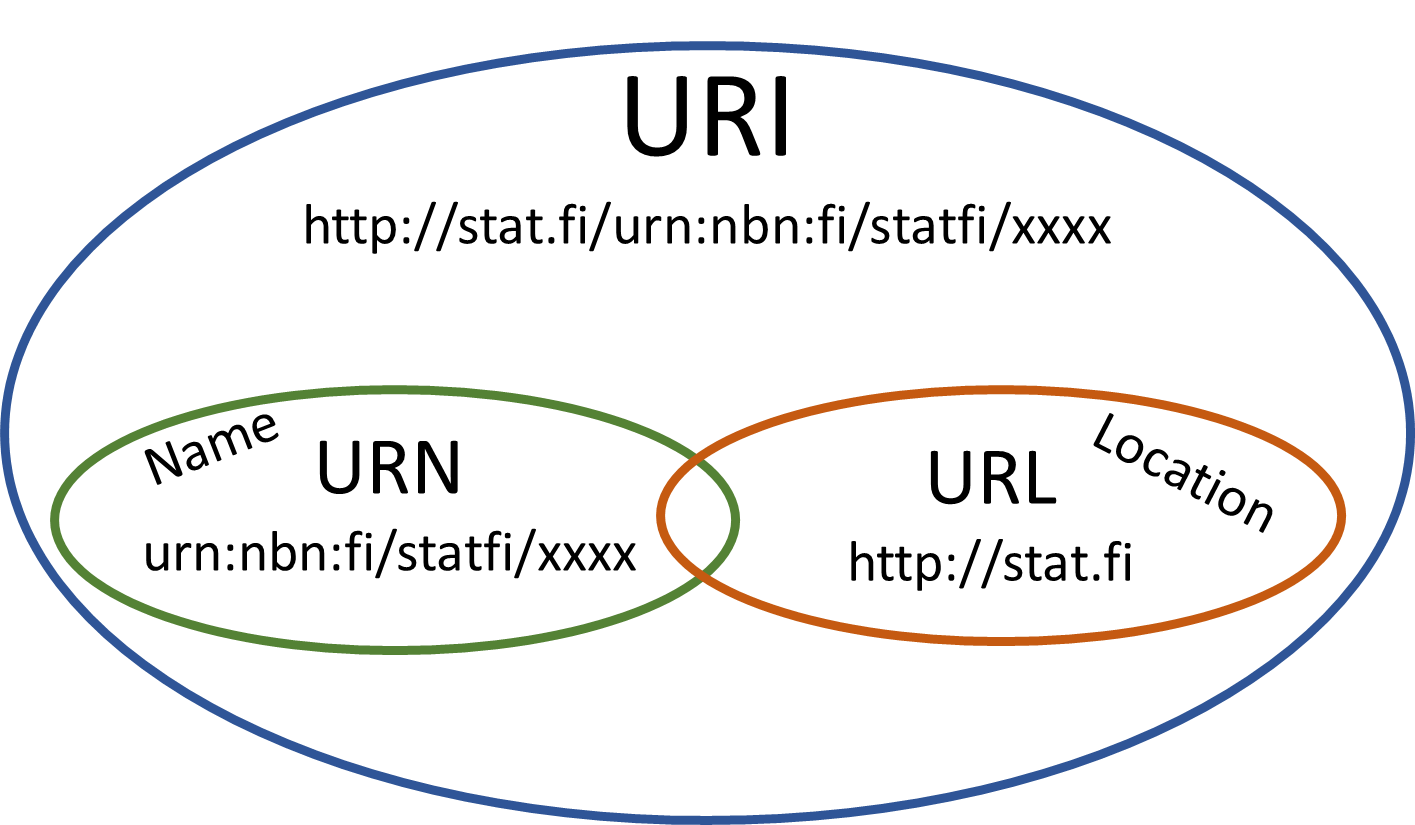 URI
http://stat.fi/urn:nbn:fi/statfi/xxxx
Name
URN
urn:nbn:fi/statfi/xxxx
Location
URL
http://stat.fi